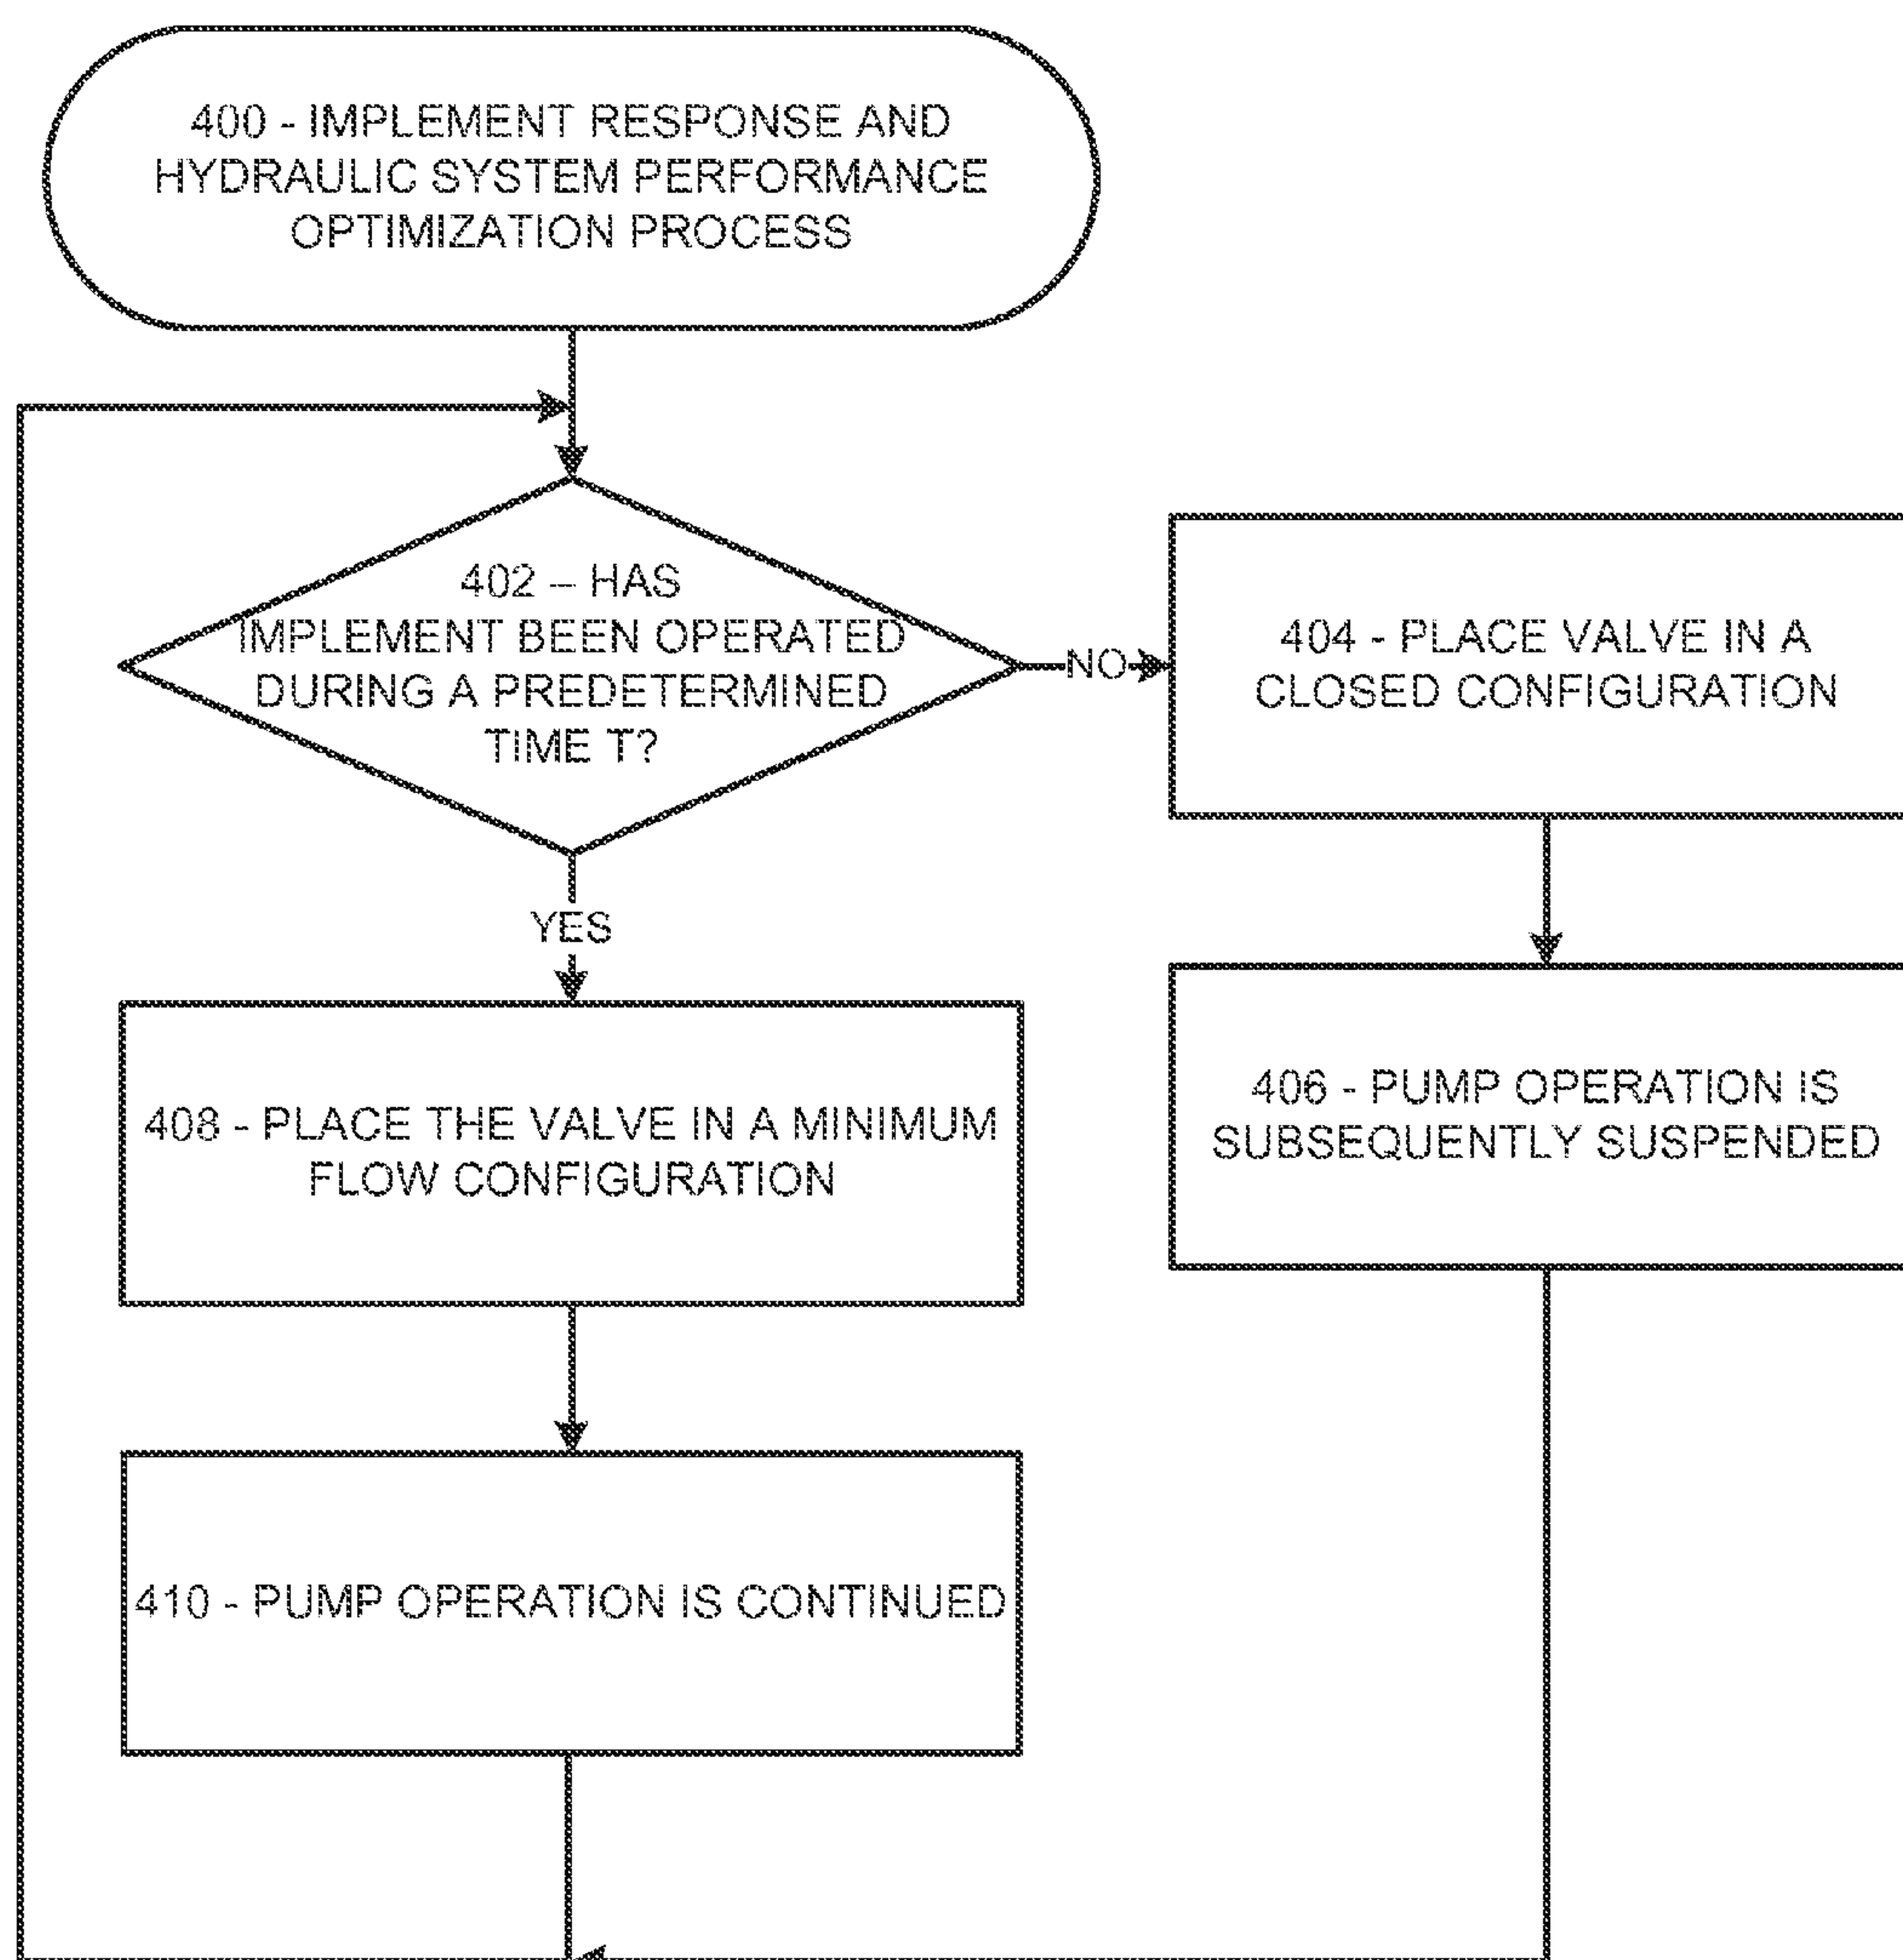 400 - IMPLEMENT RESPONSE AND
HYDRAULIC SYSTEM PERFORMANCE
OPTIMIZATION PROCESS
402 – HAS
IMPLEMENT BEEN OPERATED
DURING A PREDETERMINED
TIME T?
NO
404 - PLACE VALVE IN A
CLOSED CONFIGURATION
YES
406 - PUMP OPERATION IS
SUBSEQUENTLY SUSPENDED
408 - PLACE THE VALVE IN A MINIMUM
FLOW CONFIGURATION
410 - PUMP OPERATION IS CONTINUED